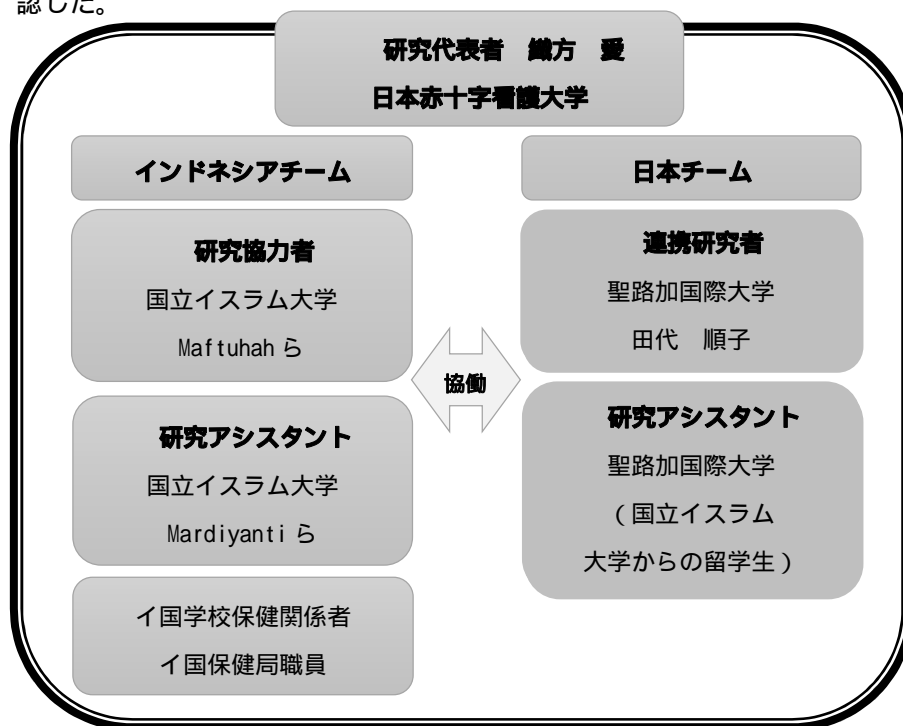 認した。
研究代表者　織方　愛
日本赤十字看護大学
インドネシアチーム
研究協力者
国立イスラム大学
Maftuhah ら
研究アシスタント
国立イスラム大学
Mardiyanti ら
イ国学校保健関係者
イ国保健局職員
協働
日本チーム
連携研究者
聖路加国際大学
田代　順子
研究アシスタント
聖路加国際大学
(国立イスラム
大学からの留学生)